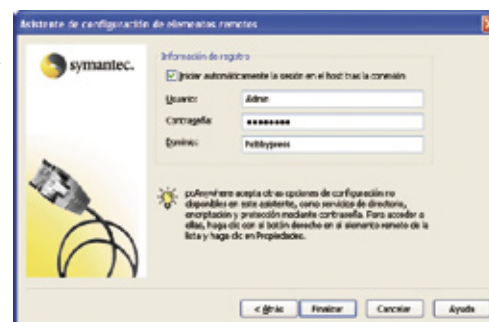 Asistente de configuración de elementos remotos
symantec.
Información de registro
Iniciar automáticamente la sesión en el host tras la conexión
Usuario:
Admin
Contraseña:
••••••••
Dominio:
pcAnywhere acepta otras opciones de configuración no
disponibles en este asistente, como servicios de directorio,
encriptación y protección mediante contraseña. Para acceder a
ellas, haga clic con el botón derecho en el elemento remoto de la
lista y haga clic en Propiedades.
< Atrás
Finalizar
Cancelar
Ayuda